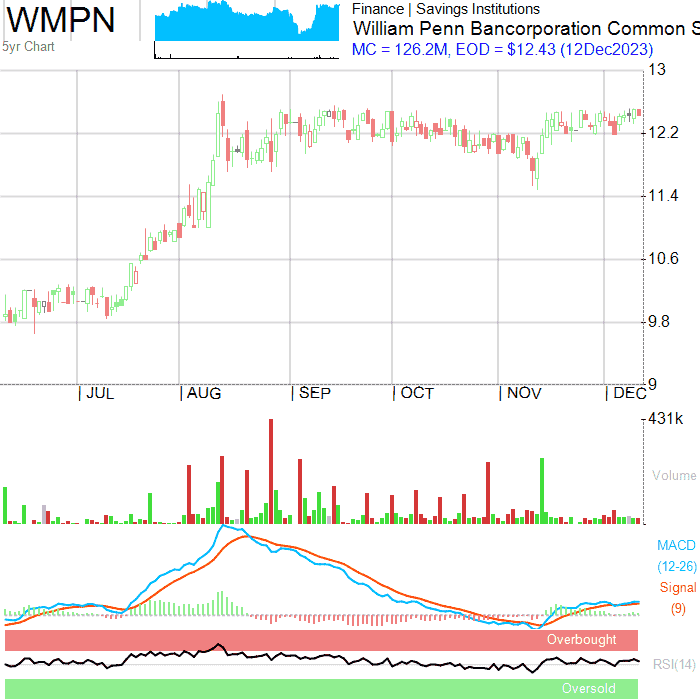 WMPN
5yr Chart
Finance | Savings Institutions
William Penn Bancorporation Common S
MC = 126.2M, EOD = $12.43 (12Dec2023)
13
12.2
11.4
10.6
9.8
9
| JUL | AUG | SEP | OCT | NOV | DEC
431k
Volume
MACD
(12-26)
Signal
(9)
Overbought
RSI(14)
Oversold